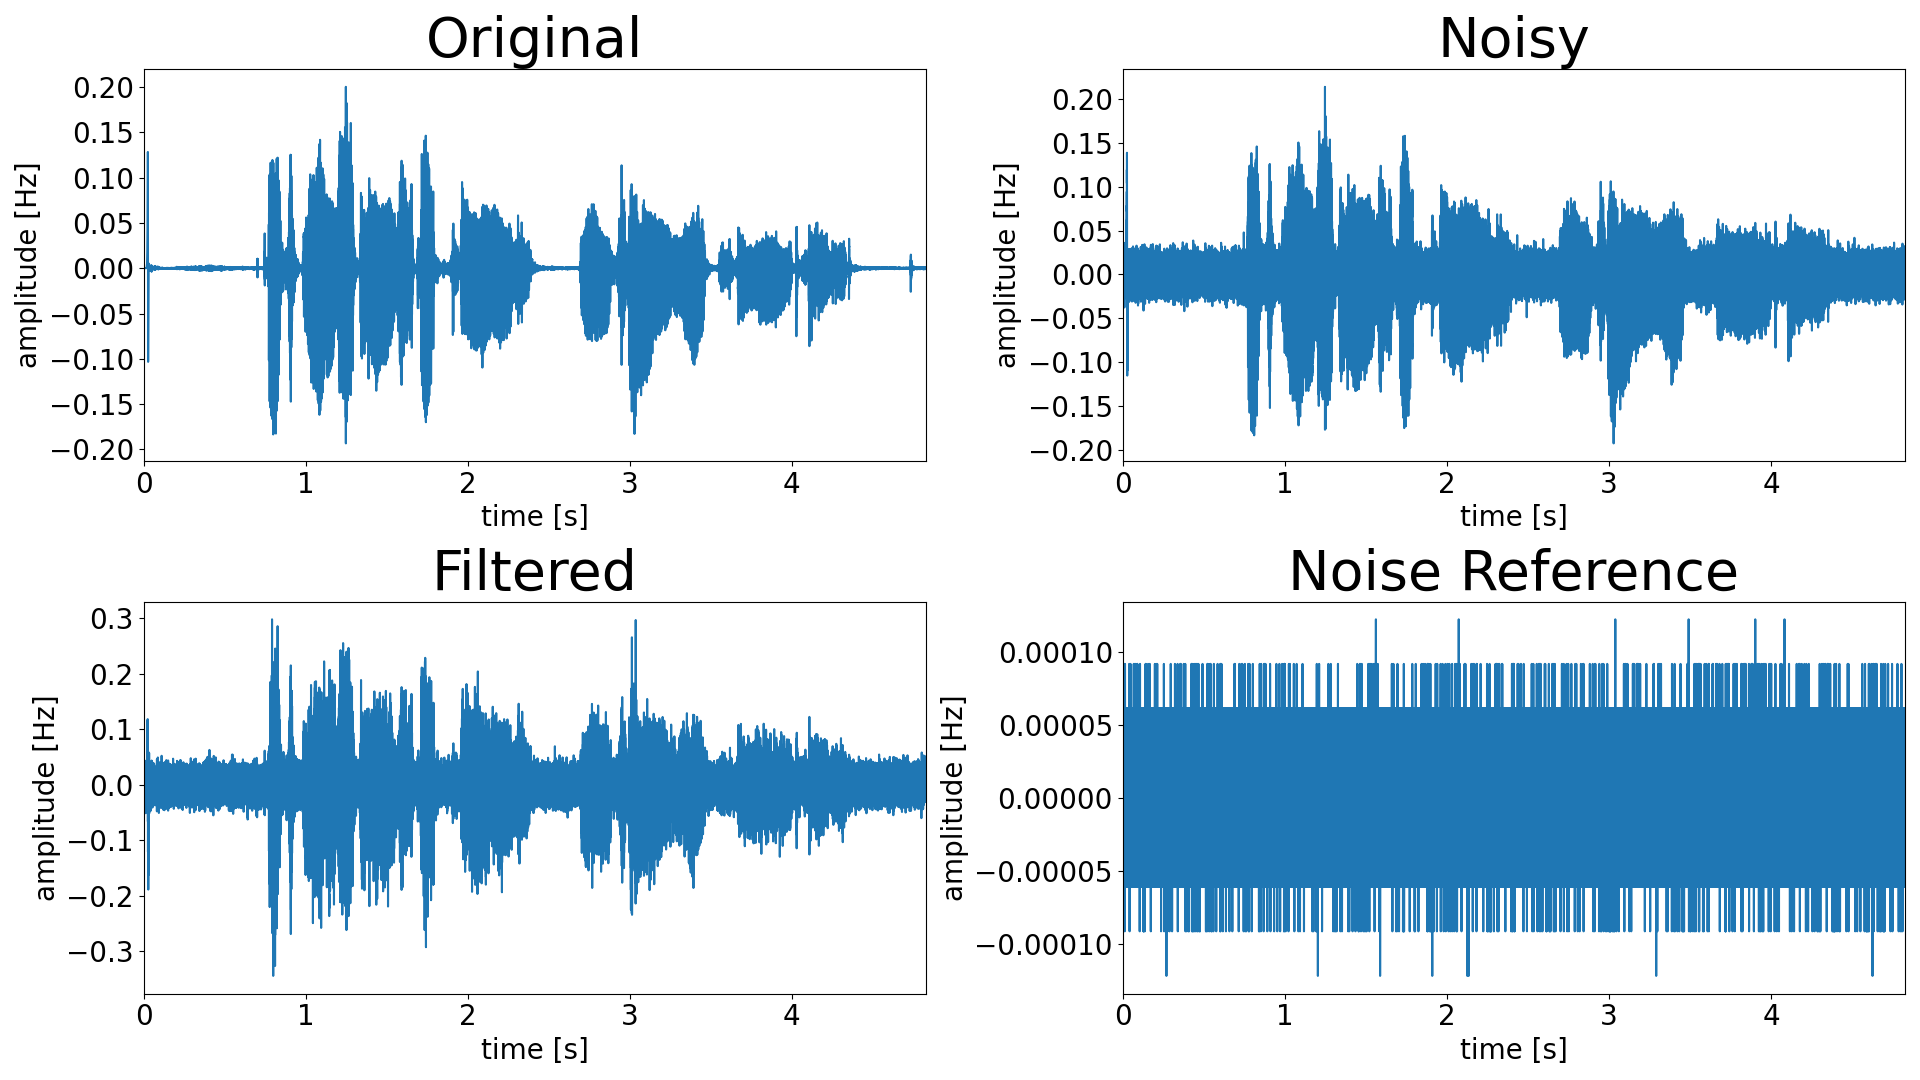 Original
0.20
0.15
0.10
0.05
0.00
−0.05
−0.10
−0.15
−0.20
amplitude [Hz]
0 1 2 3 4
time [s]
Noisy
0.20
0.15
0.10
0.05
0.00
−0.05
−0.10
−0.15
−0.20
amplitude [Hz]
0 1 2 3 4
time [s]
Filtered
0.3
0.2
0.1
0.0
−0.1
−0.2
−0.3
amplitude [Hz]
0 1 2 3 4
time [s]
Noise Reference
0.00010
0.00005
0.00000
−0.00005
−0.00010
amplitude [Hz]
0 1 2 3 4
time [s]